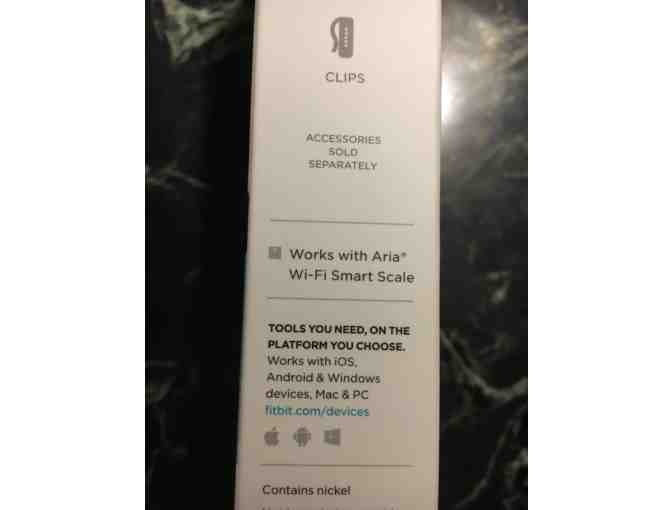 CLIPS
ACCESSORIES
SOLD
SEPARATELY
Works with Aria®
Wi-Fi Smart Scale
TOOLS YOU NEED, ON THE
PLATFORM YOU CHOOSE.
Works with iOS,
Android & Windows
devices, Mac & PC
fitbit.com/devices
Contains nickel